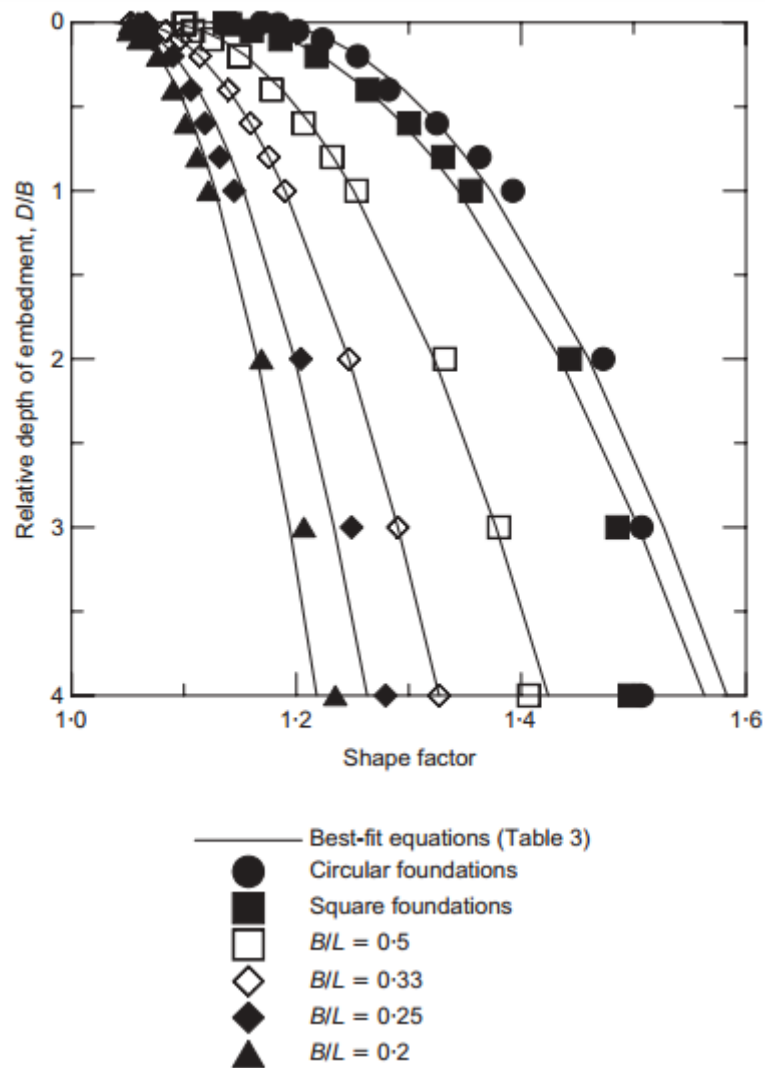 0
1
2
3
4
Relative depth of embedment, D/B
1·0
1·2
1·4
1·6
Shape factor
Best-fit equations (Table 3)
Circular foundations
Square foundations
B/L = 0·5
B/L = 0·33
B/L = 0·25
B/L = 0·2